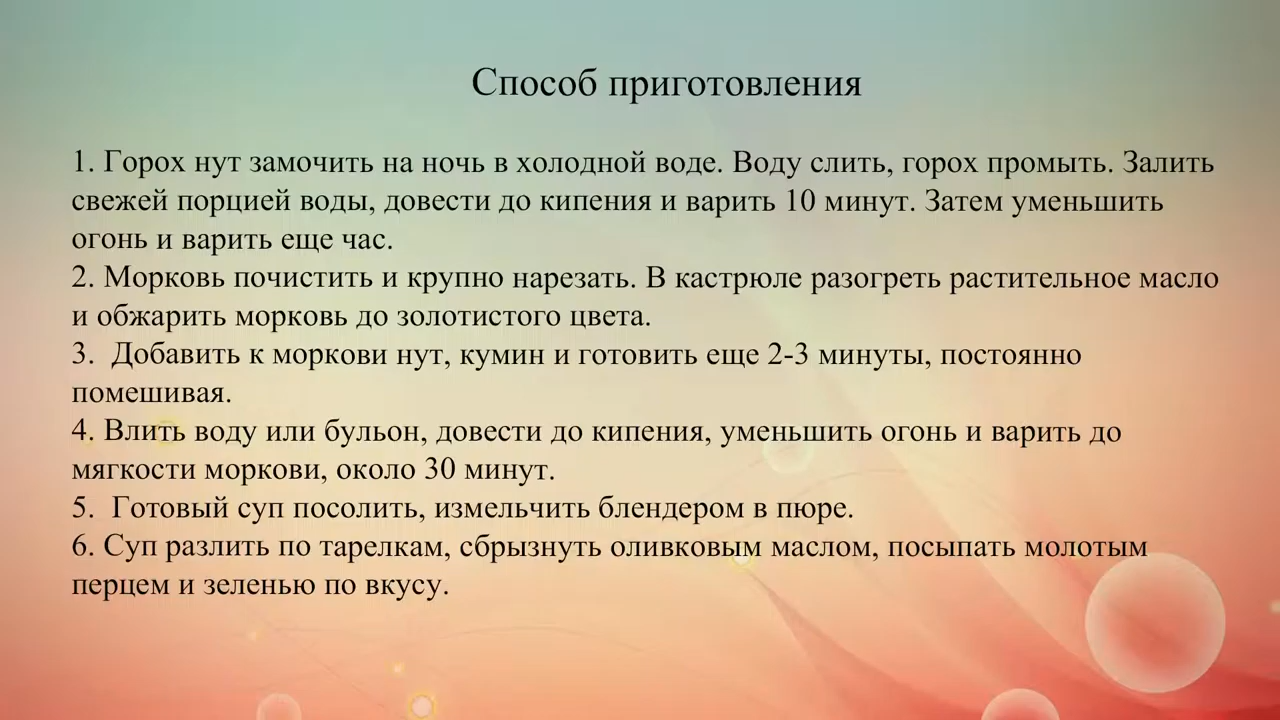 Способ приготовления
1. Горох нут замочить на ночь в холодной воде. Воду слить, горох промыть. Залить
свежей порцией воды, довести до кипения и варить 10 минут. Затем уменьшить
огонь и варить еще час.
2. Морковь почистить и крупно нарезать. В кастрюле разогреть растительное масло
и обжарить морковь до золотистого цвета.
3.  Добавить к моркови нут, кумин и готовить еще 2-3 минуты, постоянно
помешивая.
4. Влить воду или бульон, довести до кипения, уменьшить огонь и варить до
мягкости моркови, около 30 минут.
5.  Готовый суп посолить, измельчить блендером в пюре.
6. Суп разлить по тарелкам, сбрызнуть оливковым маслом, посыпать молотым
перцем и зеленью по вкусу.